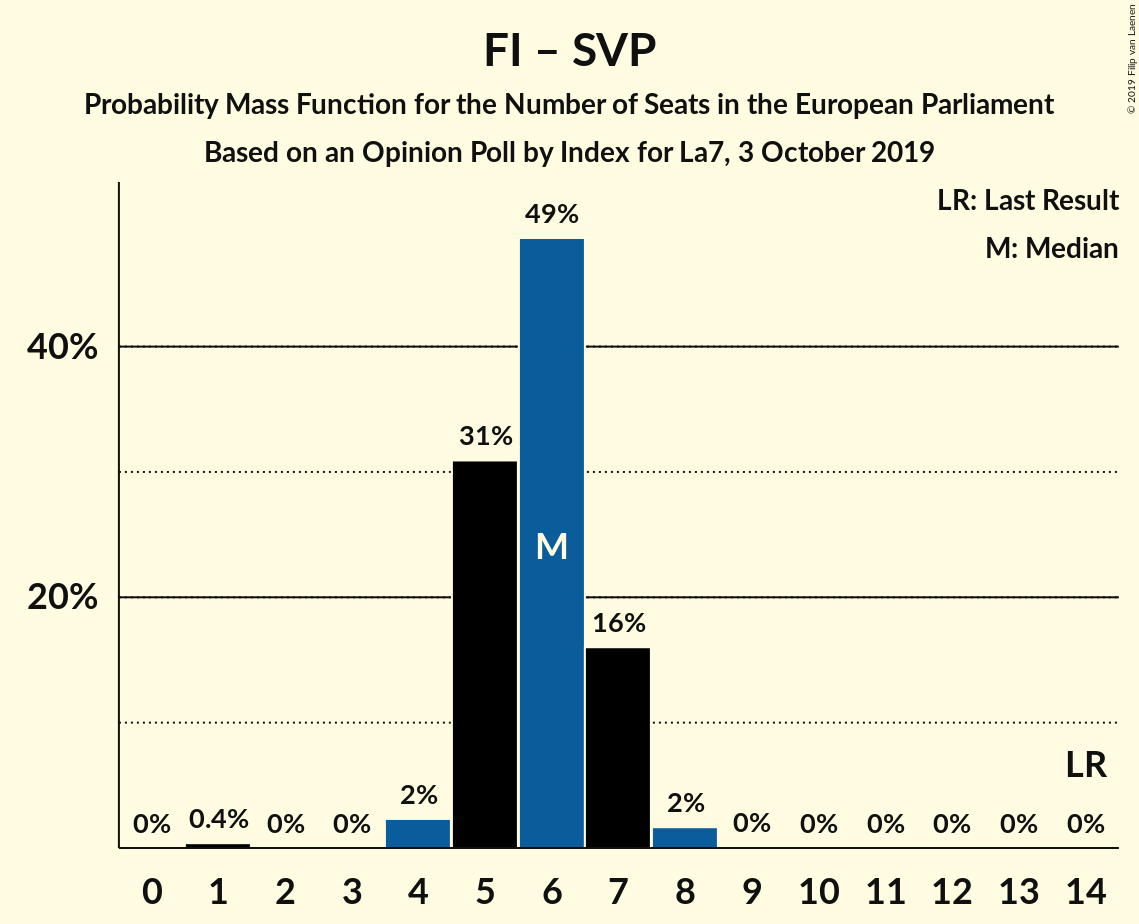 FI – SVP
Probability Mass Function for the Number of Seats in the European Parliament
Based on an Opinion Poll by Index for La7, 3 October 2019
© 2019 Filip van Laenen
LR: Last Result
M: Median
49%
40%
31%
M
20%
16%
LR
0% 0.4% 0% 0% 2% 2% 0% 0% 0% 0% 0% 0%
0 1 2 3 4 5 6 7 8 9 10 11 12 13 14